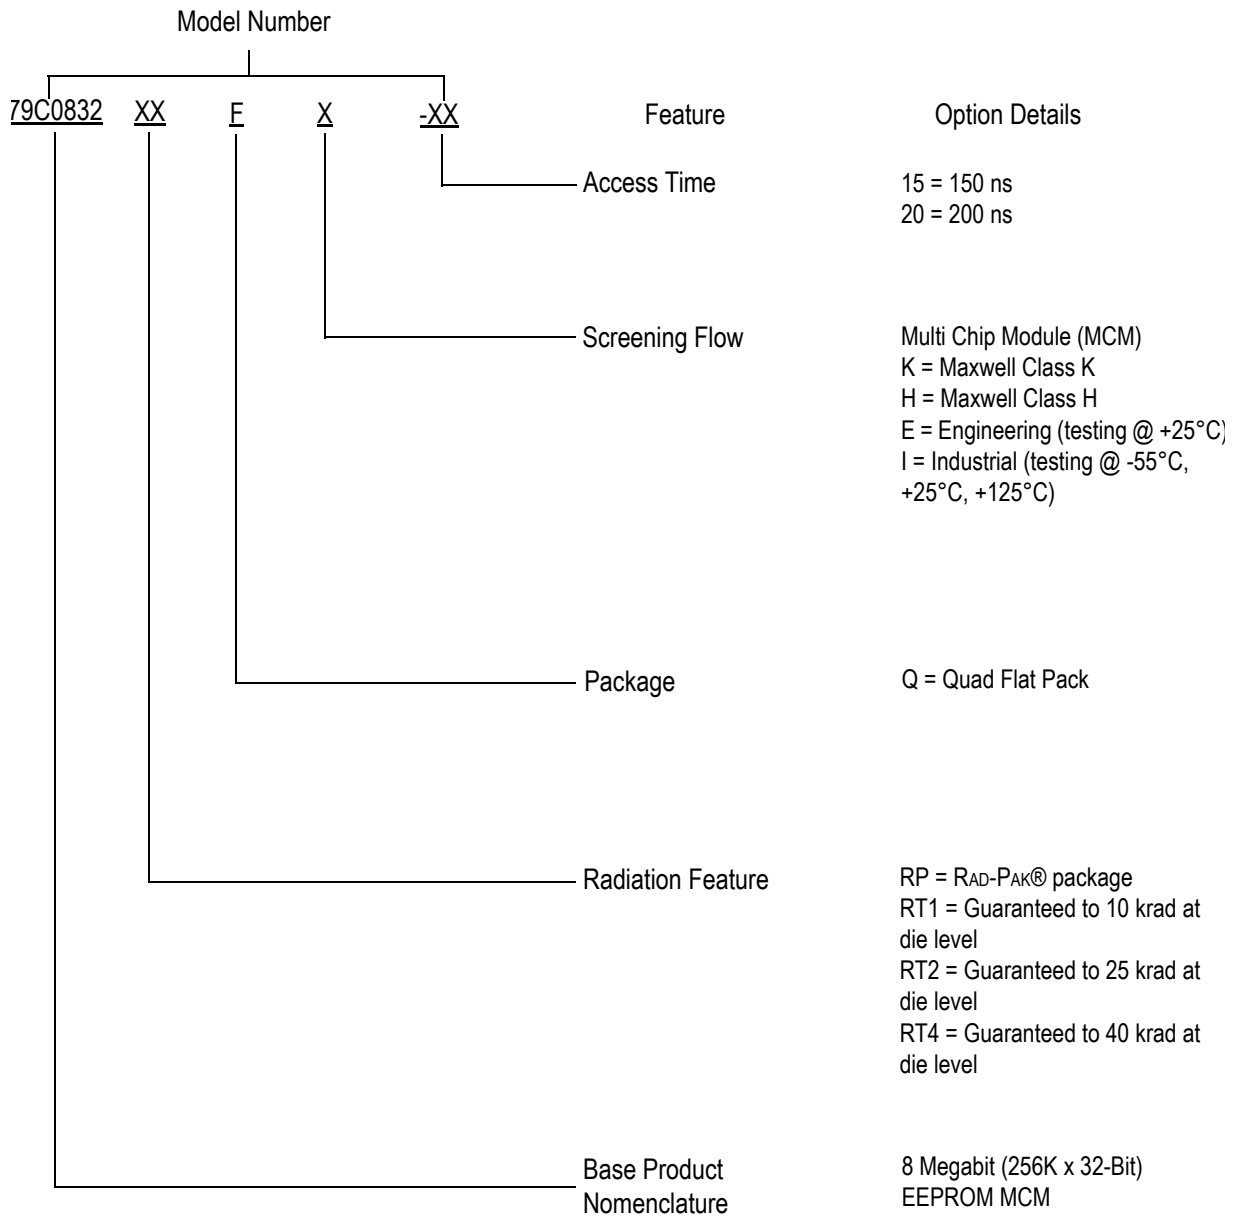 Model Number
79C0832 XX F X -XX Feature Option Details
Access Time 15 = 150 ns
20 = 200 ns
Screening Flow Multi Chip Module (MCM)
K = Maxwell Class K
H = Maxwell Class H
E = Engineering (testing @ +25°C)
I = Industrial (testing @ -55°C,
+25°C, +125°C)
Package Q = Quad Flat Pack
Radiation Feature RP = RAD-PAK® package
RT1 = Guaranteed to 10 krad at
die level
RT2 = Guaranteed to 25 krad at
die level
RT4 = Guaranteed to 40 krad at
die level
Base Product 8 Megabit (256K x 32-Bit)
Nomenclature EEPROM MCM